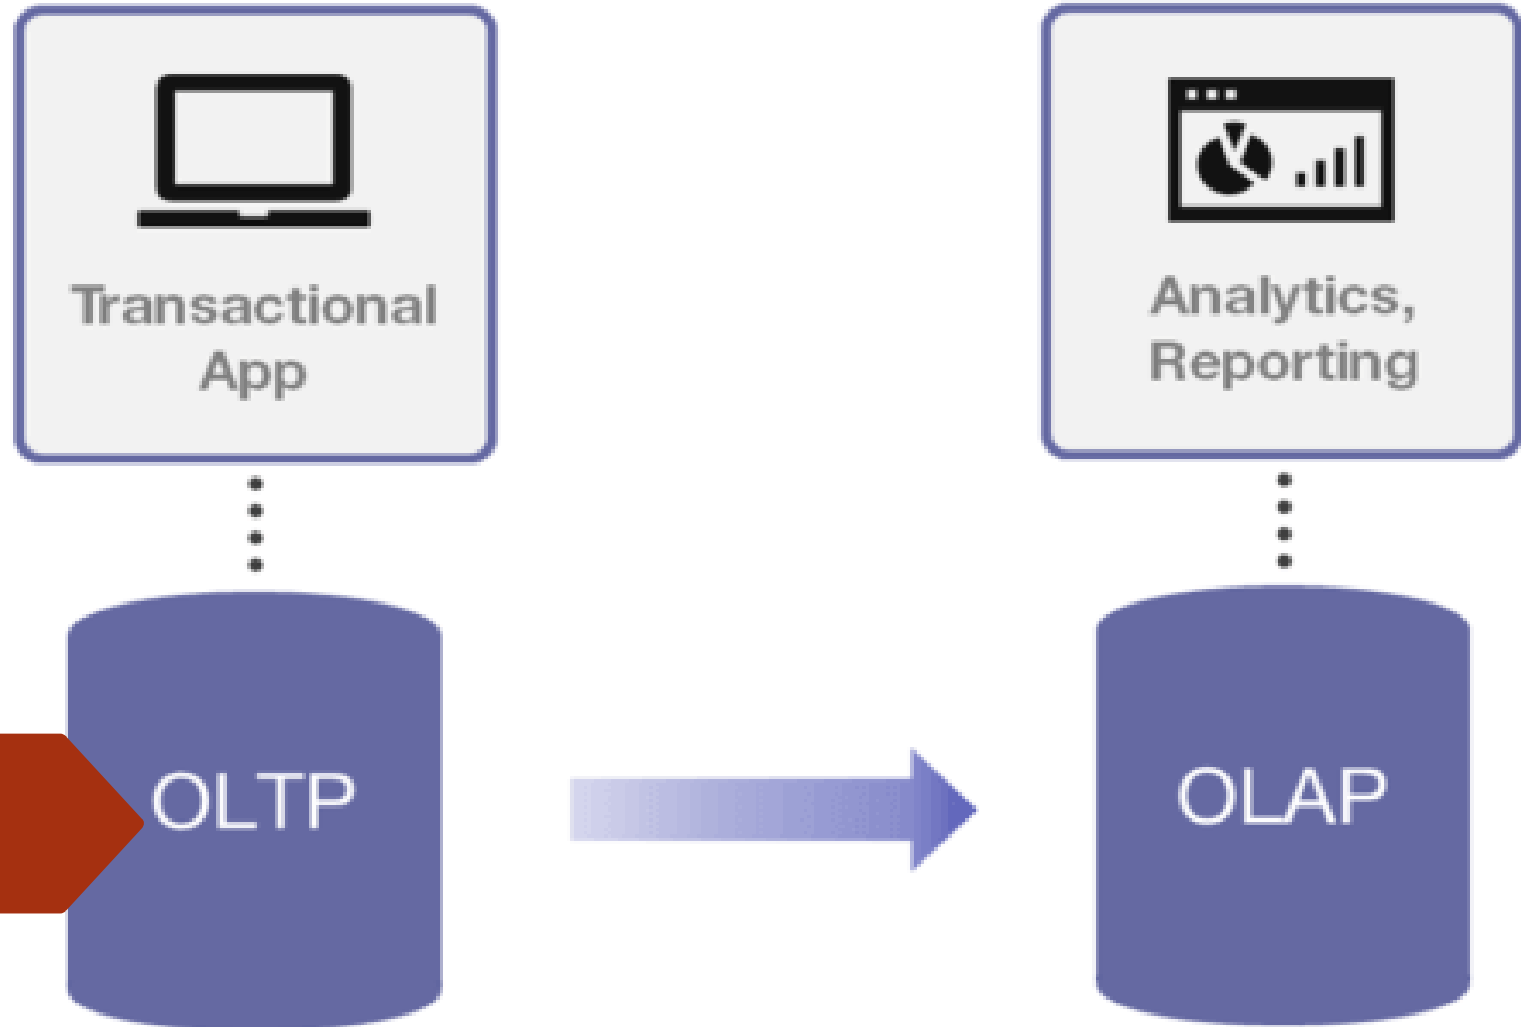 Transactional
App
Analytics,
Reporting
OLTP
OLAP